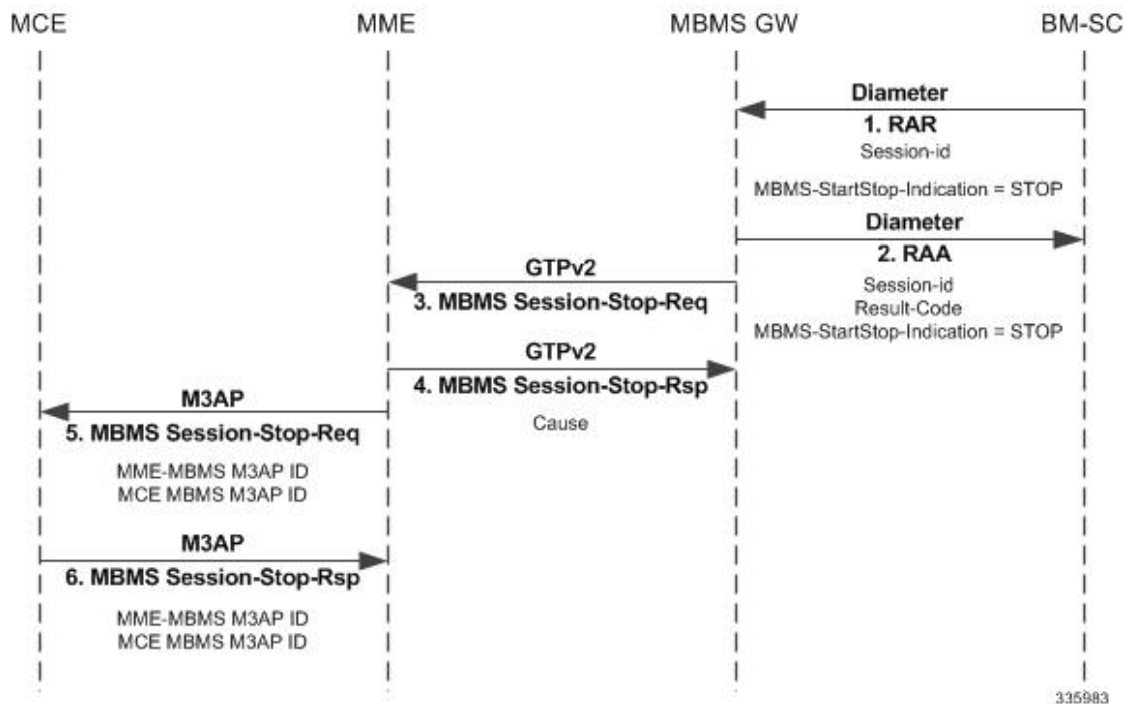 MCE MME MBMS GW BM-SC
Diameter
1. RAR
Session-id
MBMS-StartStop-Indication = STOP
Diameter
2. RAA
Session-id
Result-Code
MBMS-StartStop-Indication = STOP
GTPv2
3. MBMS Session-Stop-Req
GTPv2
4. MBMS Session-Stop-Rsp
Cause
M3AP
5. MBMS Session-Stop-Req
MME-MBMS M3AP ID
MCE MBMS M3AP ID
M3AP
6. MBMS Session-Stop-Rsp
MME-MBMS M3AP ID
MCE MBMS M3AP ID
335983